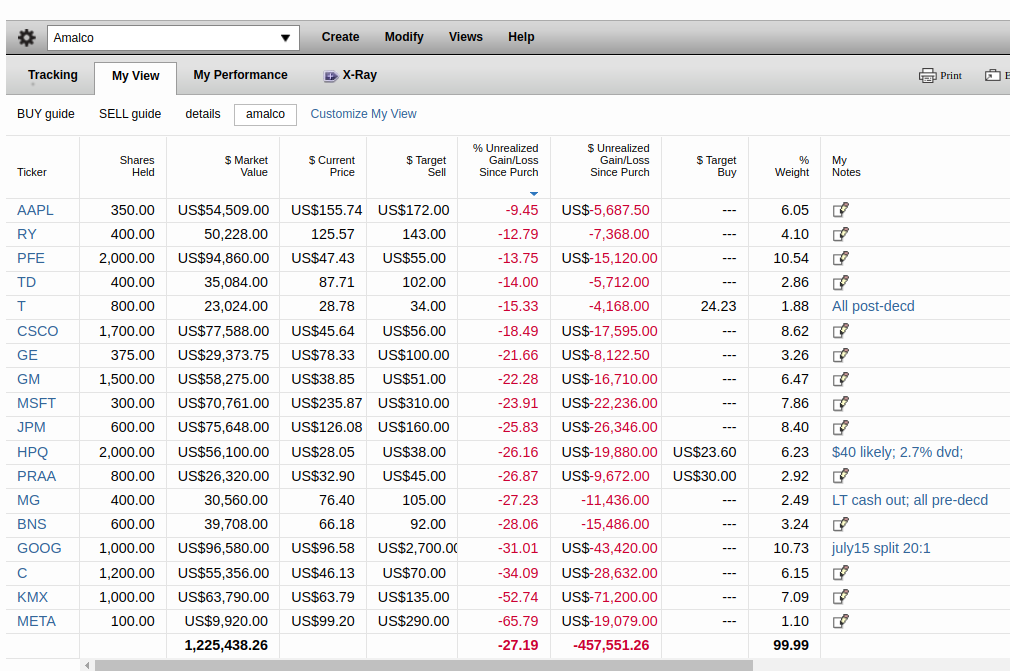 Amalco Create Modify Views Help
Tracking My View My Performance X-Ray Print
BUY guide SELL guide details amalco Customize My View
Ticker Shares Held $ Market Value $ Current Price $ Target Sell % Unrealized Gain/Loss Since Purch $ Unrealized Gain/Loss Since Purch $ Target Buy % Weight My Notes
AAPL 350.00 US$54,509.00 US$155.74 US$172.00 -9.45 US$-5,687.50 --- 6.05
RY 400.00 50,228.00 125.57 143.00 -12.79 -7,368.00 --- 4.10
PFE 2,000.00 US$94,860.00 US$47.43 US$55.00 -13.75 US$-15,120.00 --- 10.54
TD 400.00 35,084.00 87.71 102.00 -14.00 -5,712.00 --- 2.86
T 800.00 23,024.00 28.78 34.00 -15.33 -4,168.00 24.23 1.88 All post-decd
CSCO 1,700.00 US$77,588.00 US$45.64 US$56.00 -18.49 US$-17,595.00 --- 8.62
GE 375.00 US$29,373.75 US$78.33 US$100.00 -21.66 US$-8,122.50 --- 3.26
GM 1,500.00 US$58,275.00 US$38.85 US$51.00 -22.28 US$-16,710.00 --- 6.47
MSFT 300.00 US$70,761.00 US$235.87 US$310.00 -23.91 US$-22,236.00 --- 7.86
JPM 600.00 US$75,648.00 US$126.08 US$160.00 -25.83 US$-26,346.00 --- 8.40
HPQ 2,000.00 US$56,100.00 US$28.05 US$38.00 -26.16 US$-19,880.00 US$23.60 6.23 $40 likely; 2.7% dvd;
PRAA 800.00 US$26,320.00 US$32.90 US$45.00 -26.87 US$-9,672.00 US$30.00 2.92
MG 400.00 30,560.00 76.40 105.00 -27.23 -11,436.00 --- 2.49 LT cash out; all pre-decd
BNS 600.00 39,708.00 66.18 92.00 -28.06 -15,486.00 --- 3.24
GOOG 1,000.00 US$96,580.00 US$96.58 US$2,700.00 -31.01 US$-43,420.00 --- 10.73 july15 split 20:1
C 1,200.00 US$55,356.00 US$46.13 US$70.00 -34.09 US$-28,632.00 --- 6.15
KMX 1,000.00 US$63,790.00 US$63.79 US$135.00 -52.74 US$-71,200.00 --- 7.09
META 100.00 US$9,920.00 US$99.20 US$290.00 -65.79 US$-19,079.00 --- 1.10
1,225,438.26 -27.19 -457,551.26 99.99